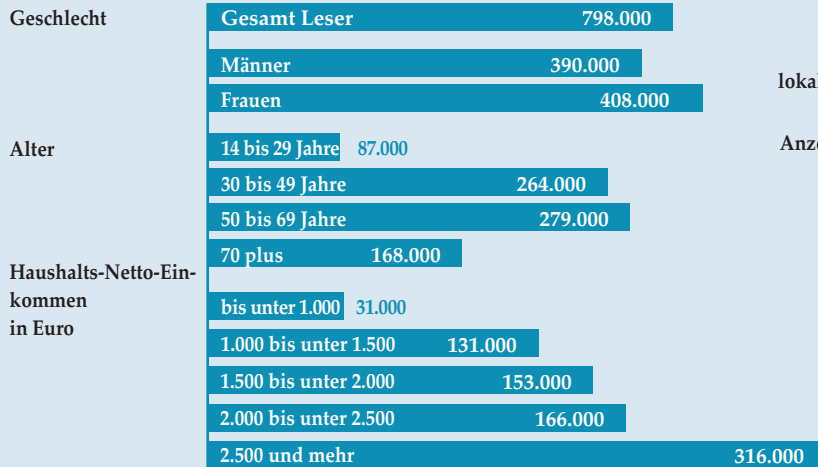 Geschlecht
Gesamt Leser 798.000
Männer 390.000
Frauen 408.000
Alter
14 bis 29 Jahre 87.000
30 bis 49 Jahre 264.000
50 bis 69 Jahre 279.000
70 plus 168.000
Haushalts-Netto-Ein-
kommen
in Euro
bis unter 1.000 31.000
1.000 bis unter 1.500 131.000
1.500 bis unter 2.000 153.000
2.000 bis unter 2.500 166.000
2.500 und mehr 316.000